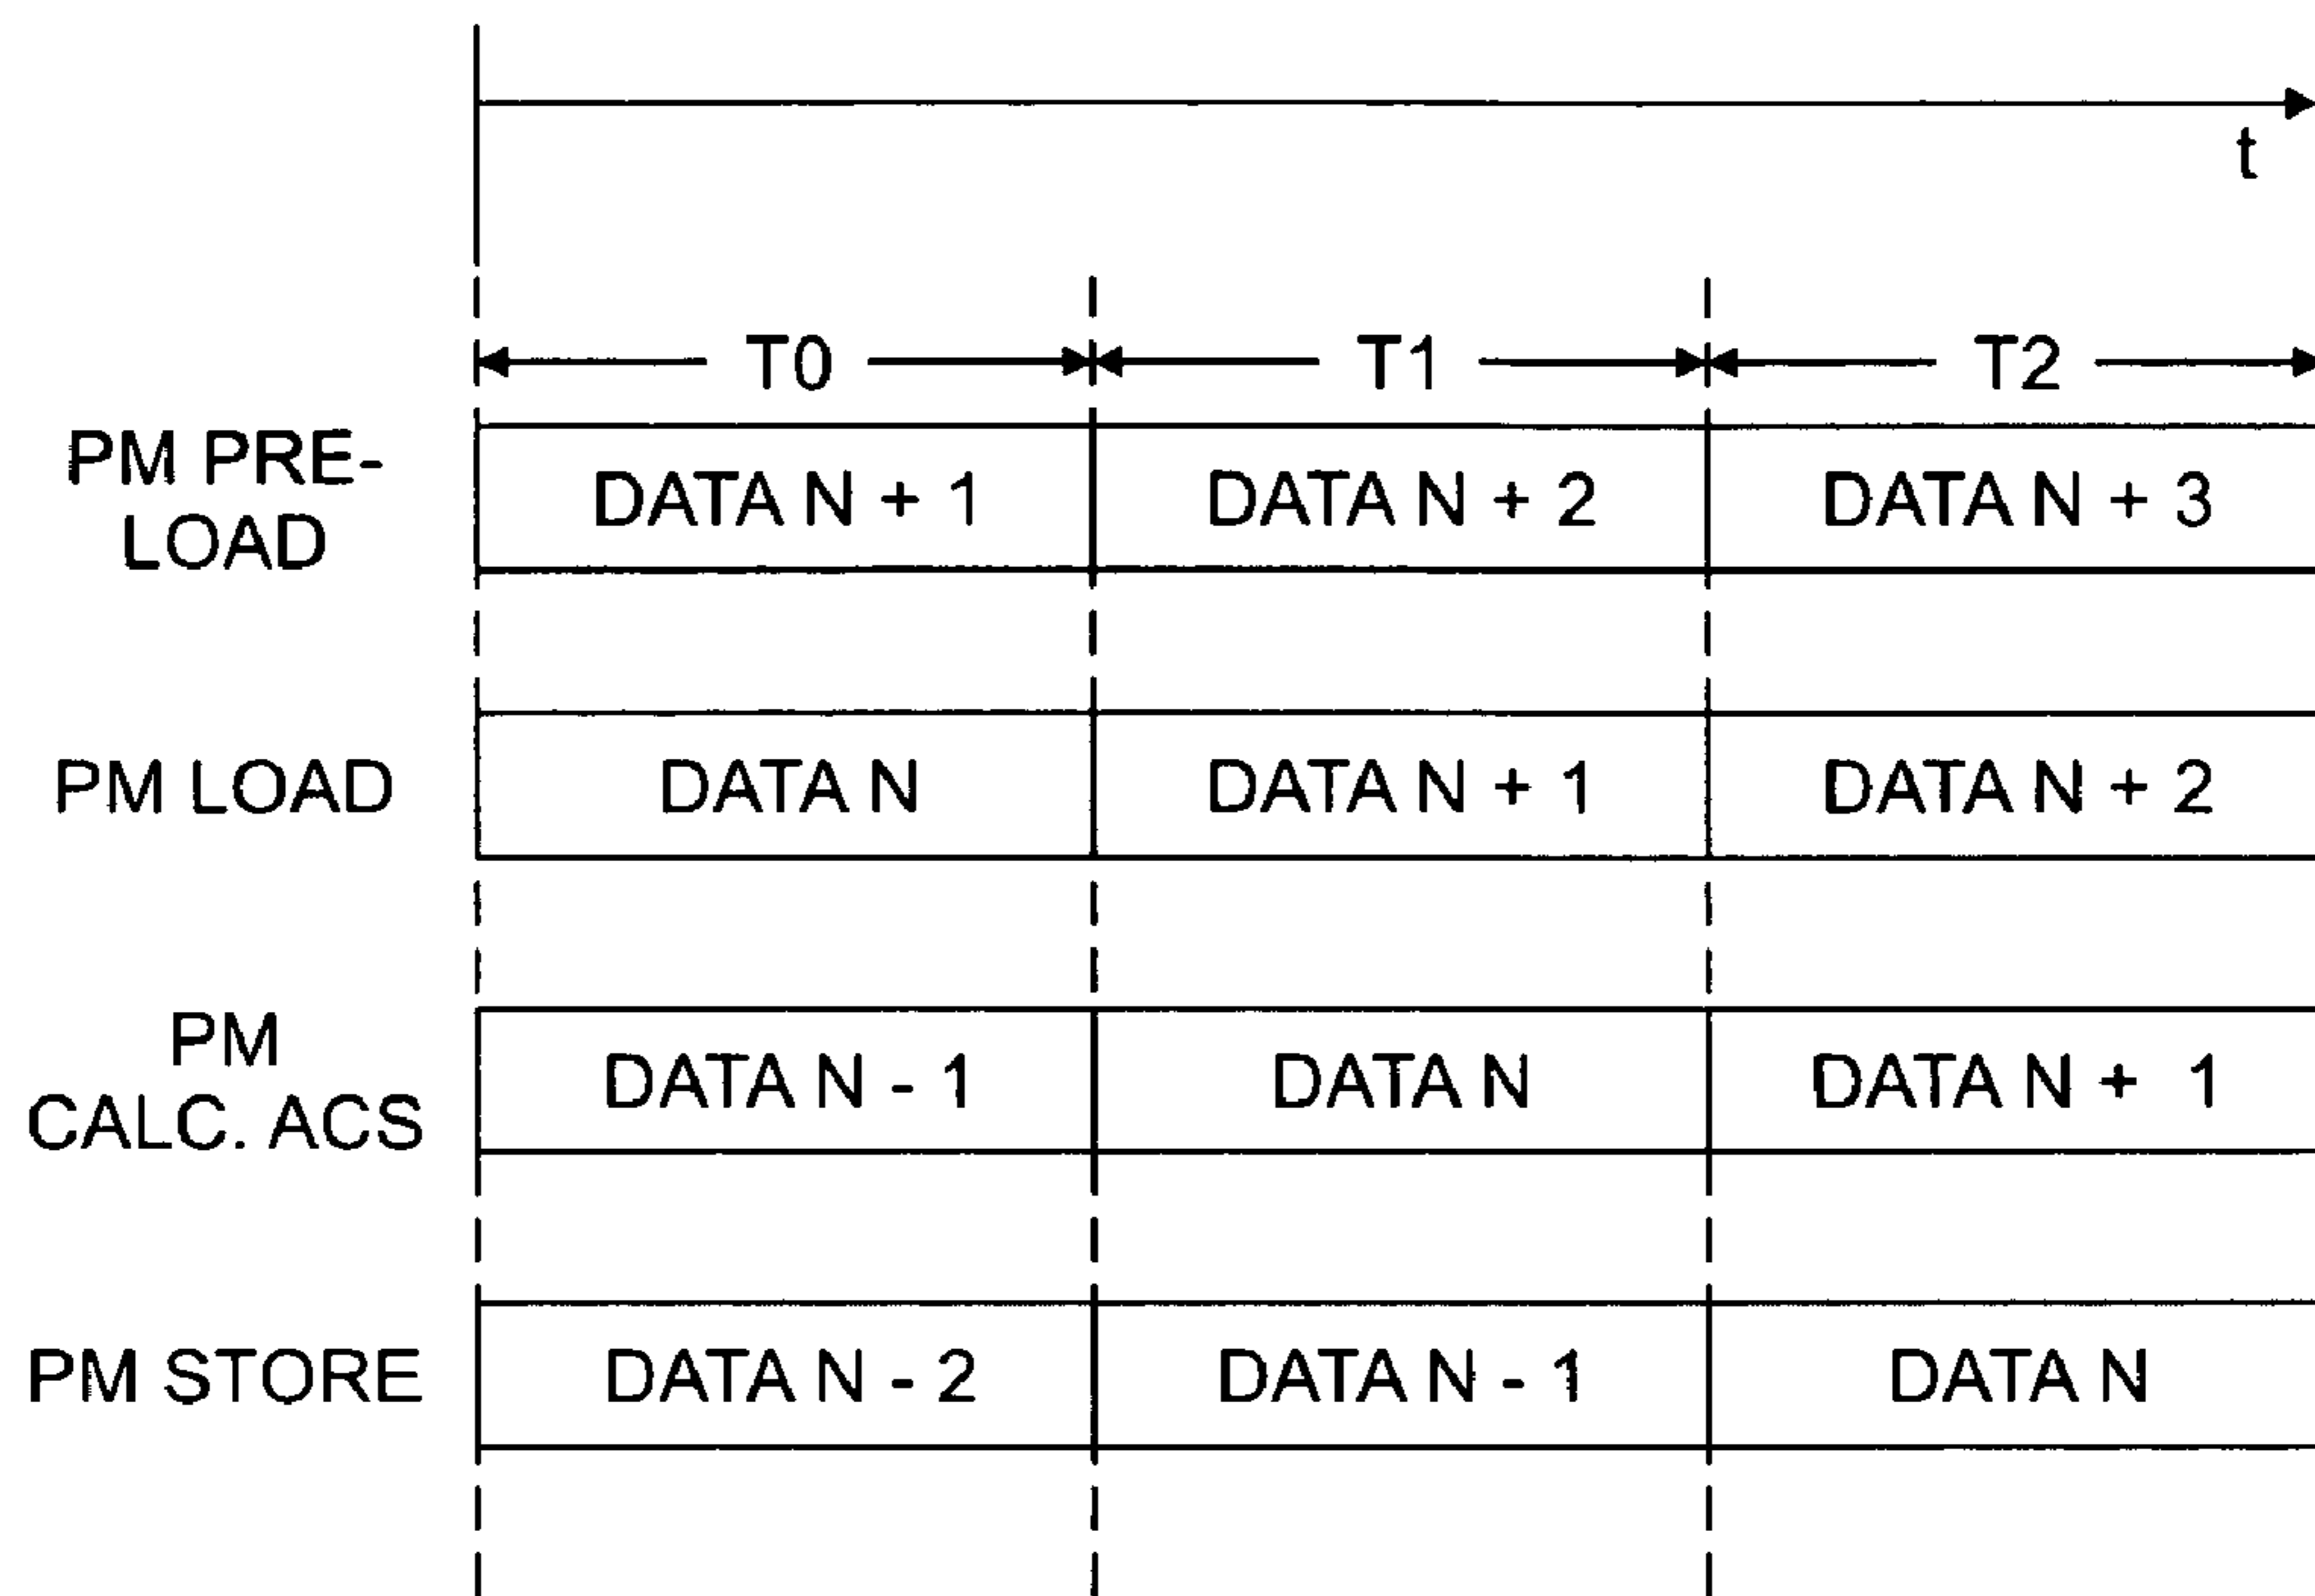 t
T0 T1 T2
PM PRE-
LOAD
DATA N + 1 DATA N + 2 DATA N + 3
PM LOAD DATA N DATA N + 1 DATA N + 2
PM
CALC. ACS
DATA N - 1 DATA N DATA N + 1
PM STORE DATA N - 2 DATA N - 1 DATA N